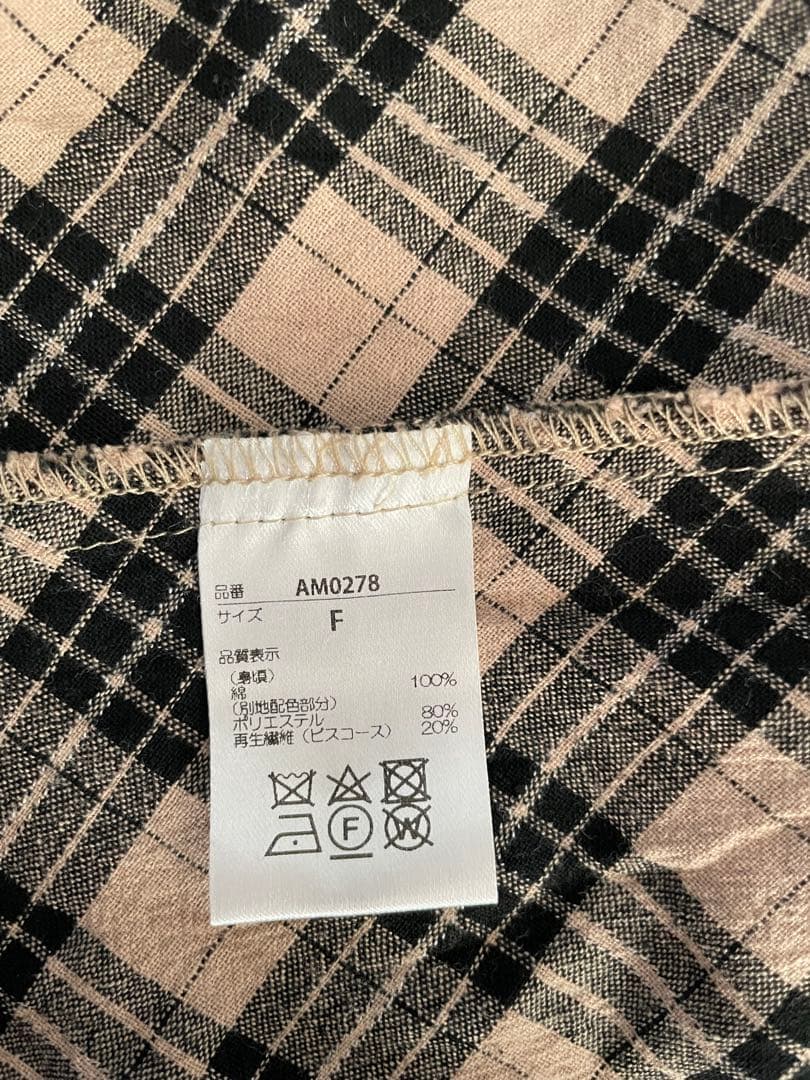 品番 AM0278
サイズ F
品質表示
(身頃)
綿 100%
(別地配色部分)
ポリエステル 80%
再生繊維(ビスコース) 20%
F
W